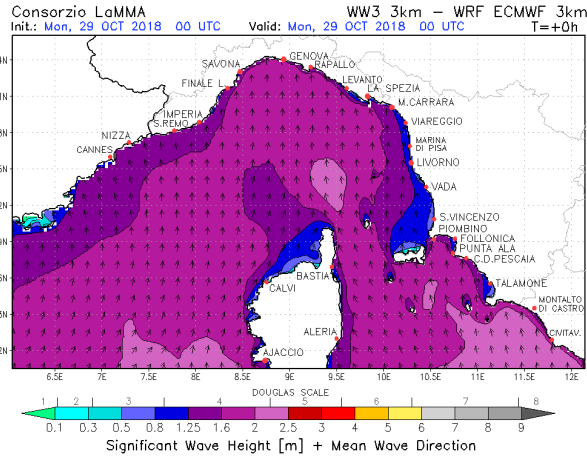 Consorzio LaMMA WW3 3km – WRF ECMWF 3km
Init.: Mon, 29 OCT 2018 00 UTC Valid: Mon, 29 OCT 2018 00 UTC T=+0h
GENOVA
SAVONA
RAPALLO
FINALE L.
LEVANTO
LA SPEZIA
M.CARRARA
IMPERIA
S.REMO
VIAREGGIO
NIZZA
MARINA
DI PISA
CANNES
LIVORNO
VADA
S.VINCENZO
PIOMBINO
FOLLONICA
PUNTA ALA
C.D.PESCAIA
BASTIA
CALVI
TALAMONE
MONTALTO
DI CASTRO
ALERIA
CIVITAV.
AJACCIO
6.5E 7E 7.5E 8E 8.5E 9E 9.5E 10E 10.5E 11E 11.5E 12E
DOUGLAS SCALE
1 2 3 4 5 6 7 8
0.1 0.3 0.5 0.8 1.25 1.6 2 2.5 3 4 5 6 7 8 9
Significant Wave Height [m] + Mean Wave Direction